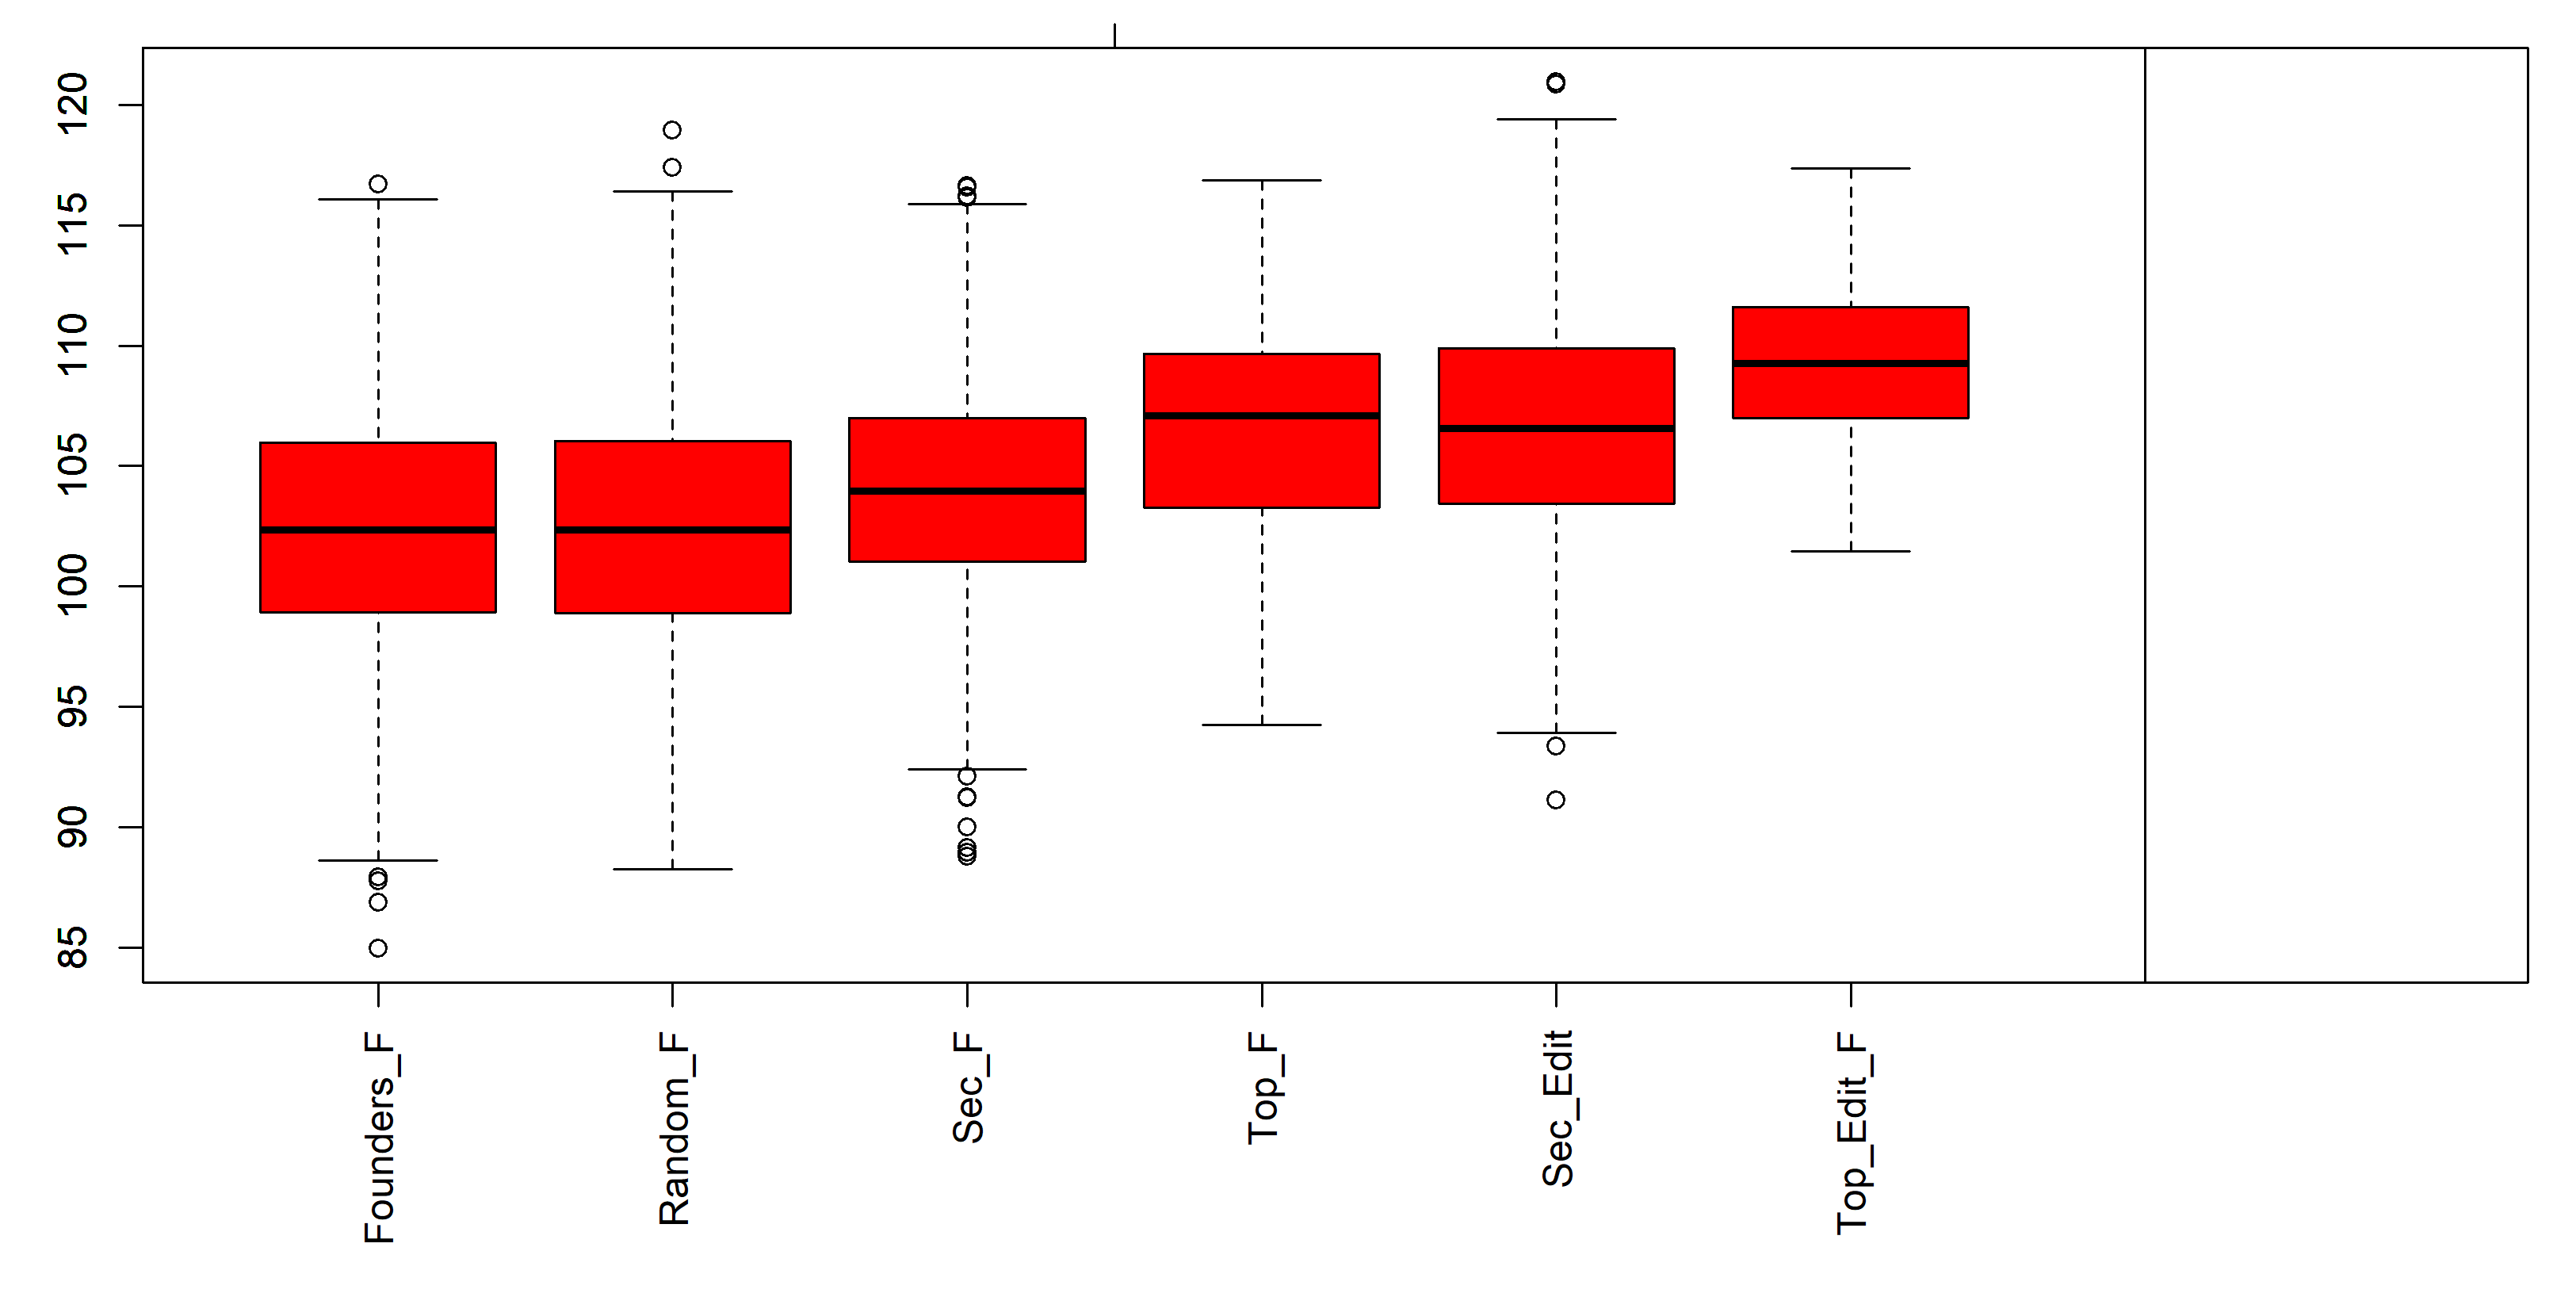 120
115
110
105
100
95
90
85
Founders_F
Random_F
Sec_F
Top_F
Sec_Edit
Top_Edit_F